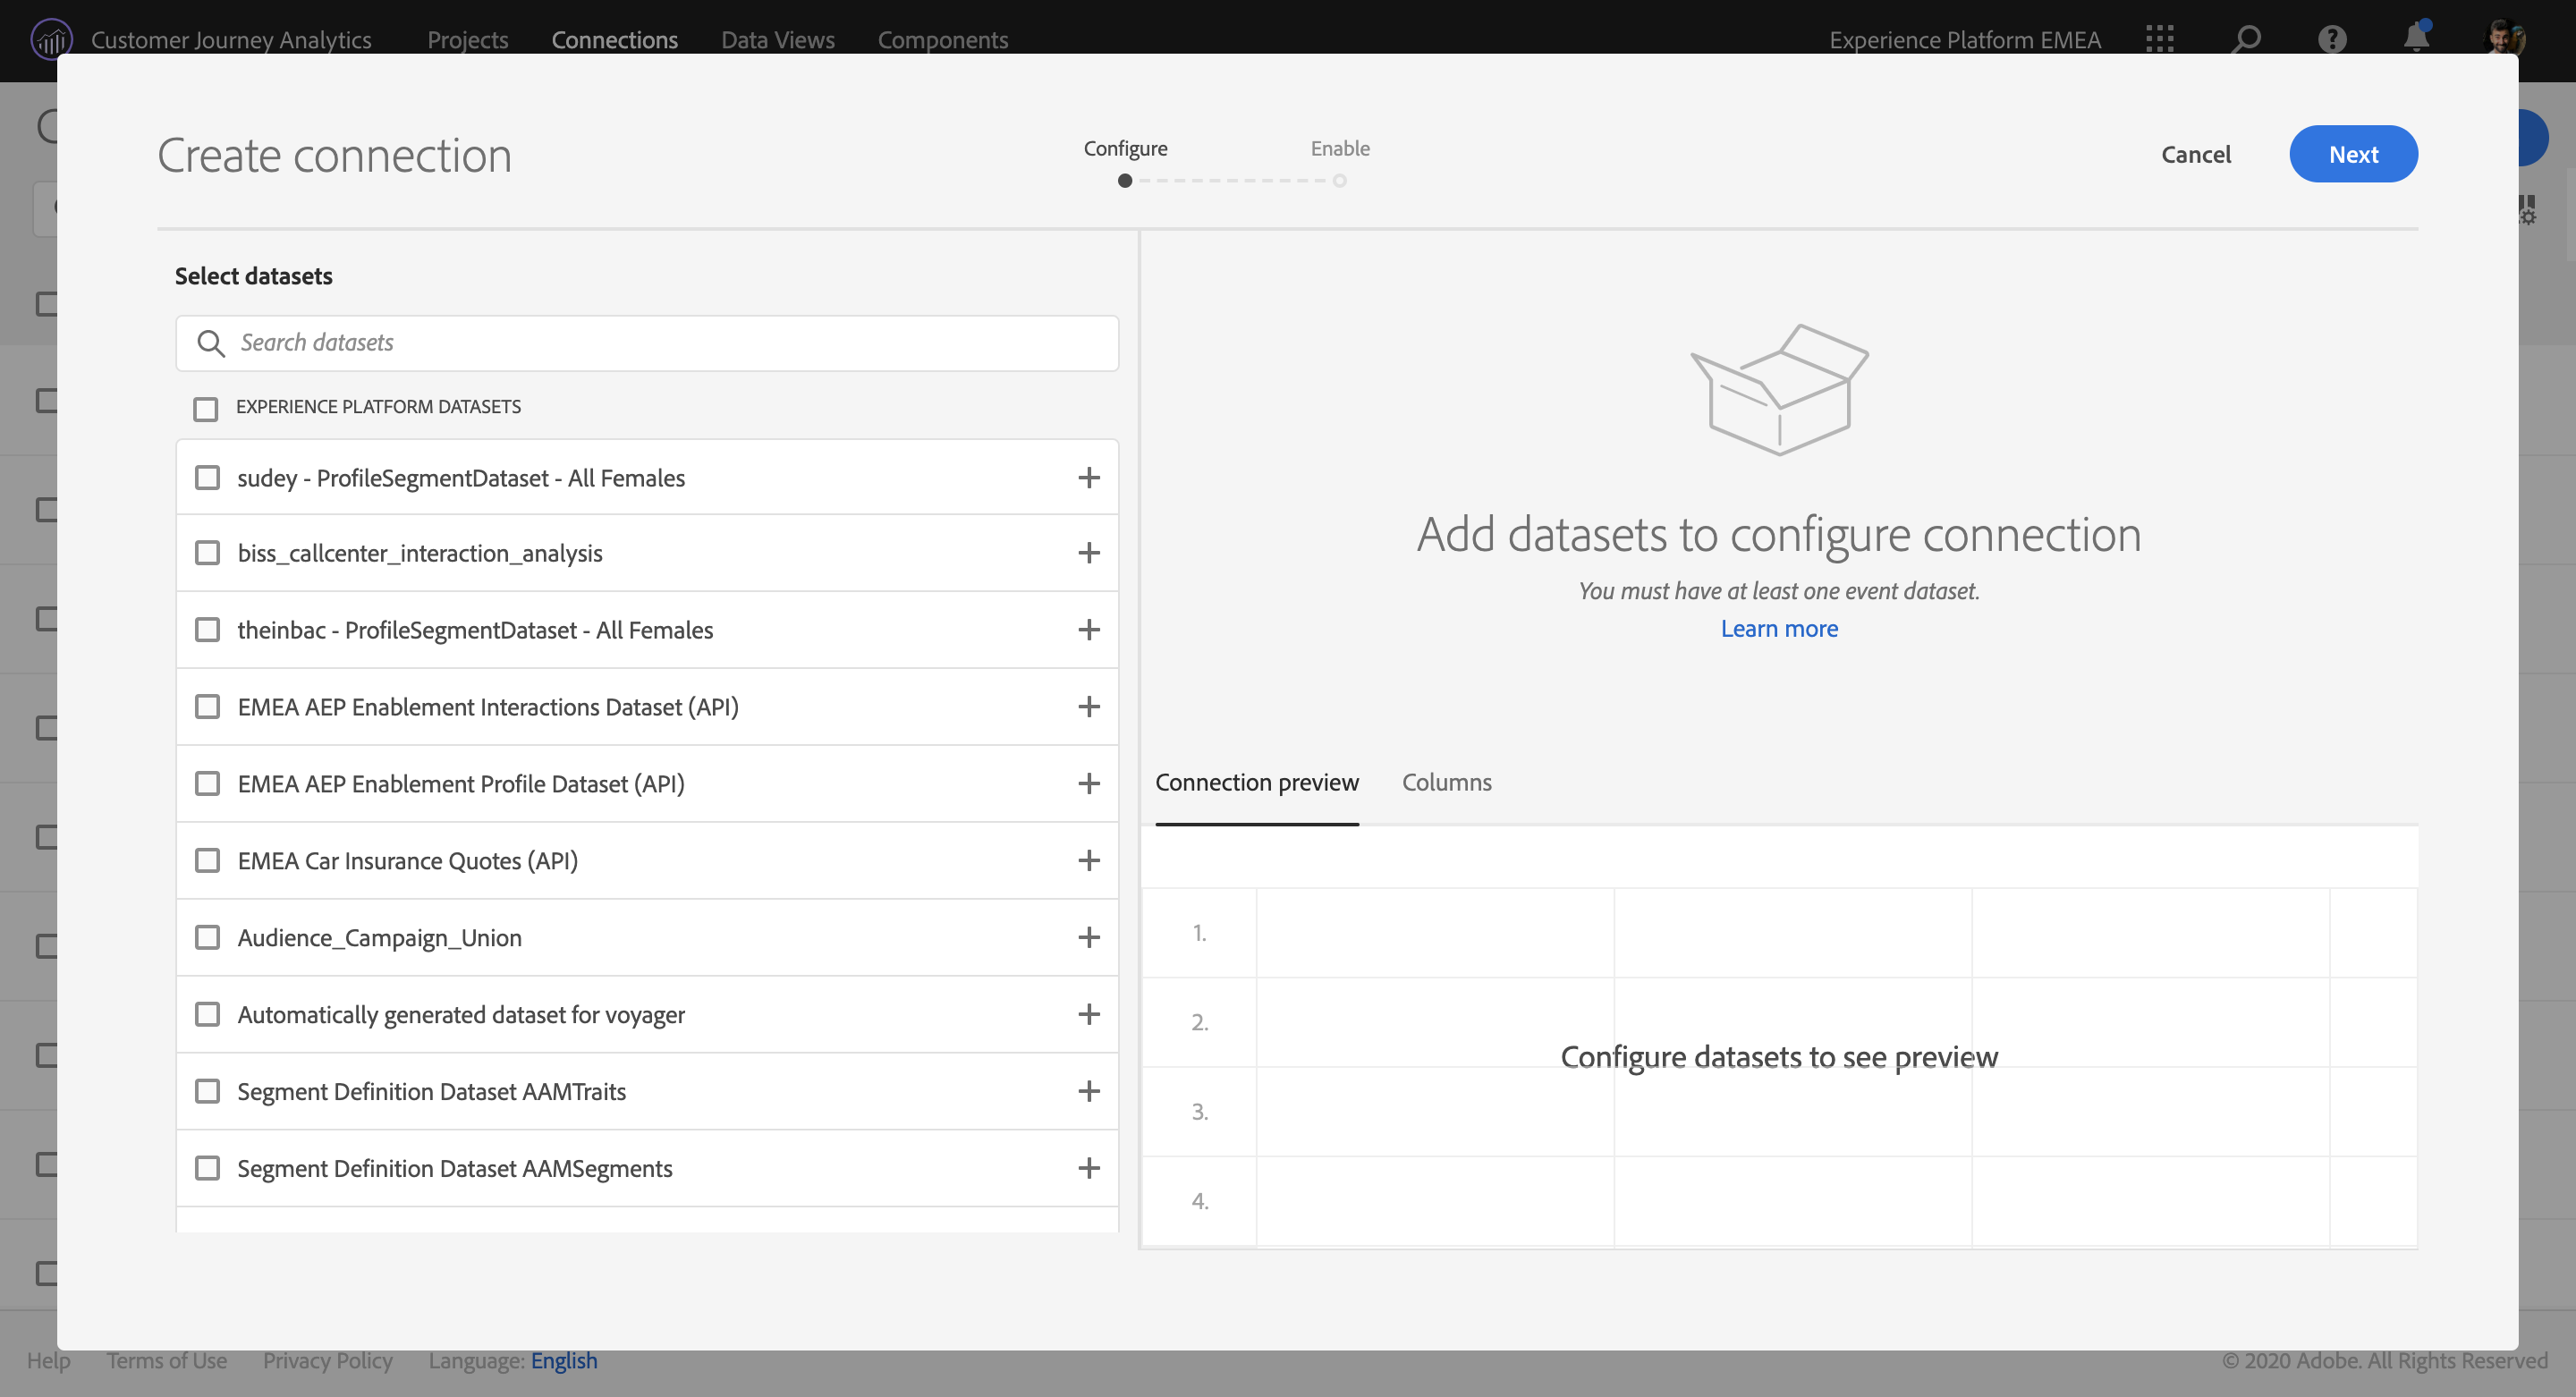 Customer Journey Analytics Projects Connections Data Views Components Experience Platform EMEA
Create connection
Configure Enable
Cancel Next
Select datasets
Search datasets
EXPERIENCE PLATFORM DATASETS
sudey - ProfileSegmentDataset - All Females
biss_callcenter_interaction_analysis
theinbac - ProfileSegmentDataset - All Females
EMEA AEP Enablement Interactions Dataset (API)
EMEA AEP Enablement Profile Dataset (API)
EMEA Car Insurance Quotes (API)
Audience_Campaign_Union
Automatically generated dataset for voyager
Segment Definition Dataset AAMTraits
Segment Definition Dataset AAMSegments
Add datasets to configure connection
You must have at least one event dataset.
Learn more
Connection preview Columns
1.
2.
Configure datasets to see preview
3.
4.
Help Terms of Use Privacy Policy Language: English © 2020 Adobe. All Rights Reserved